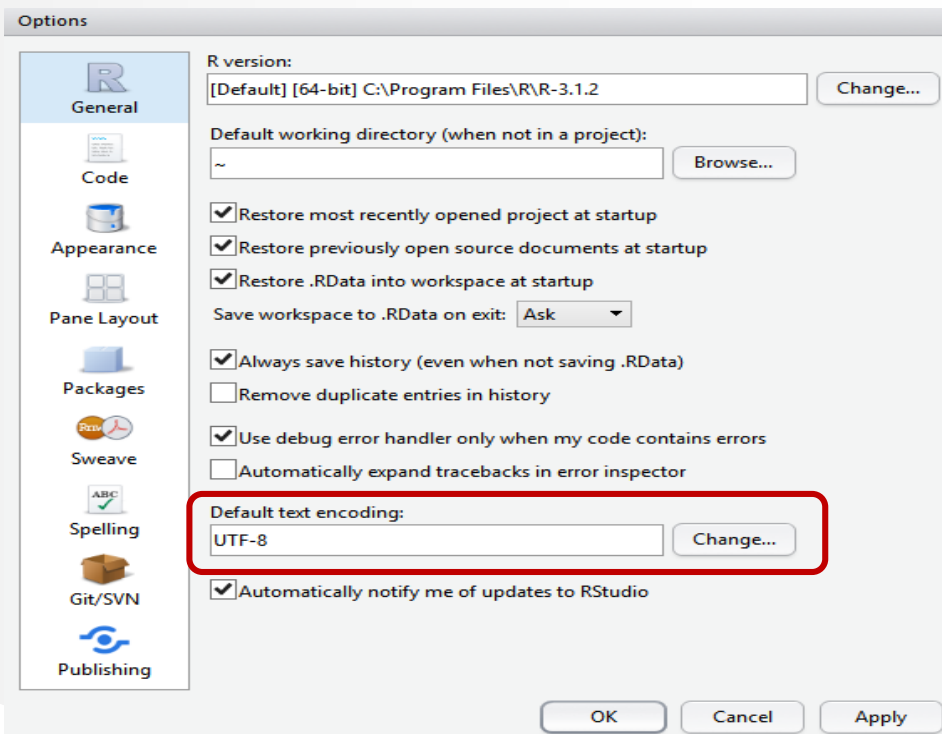 Options
R
General
Code
Appearance
Pane Layout
Packages
Rnw
Sweave
ABC
Spelling
Git/SVN
Publishing
R version:
[Default] [64-bit] C:\Program Files\R\R-3.1.2
Change...
Default working directory (when not in a project):
~
Browse...
Restore most recently opened project at startup
Restore previously open source documents at startup
Restore .RData into workspace at startup
Save workspace to .RData on exit: Ask
Always save history (even when not saving .RData)
Remove duplicate entries in history
Use debug error handler only when my code contains errors
Automatically expand tracebacks in error inspector
Default text encoding:
UTF-8
Change...
Automatically notify me of updates to RStudio
OK Cancel Apply